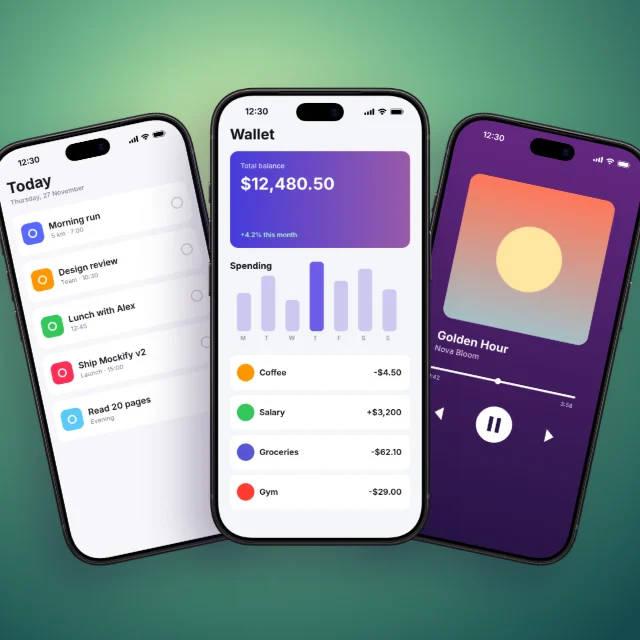 12:30
Today
Thursday, 27 November
Morning run
5 km · 7:00
Design review
Team · 10:30
Lunch with Alex
12:45
Ship Mockify v2
Launch · 15:00
Read 20 pages
Evening
12:30
Wallet
Total balance
$12,480.50
+4.2% this month
Spending
M T W T F S S
Coffee -$4.50
Salary +$3,200
Groceries -$62.10
Gym -$29.00
12:30
Golden Hour
Nova Bloom
:42 3:58